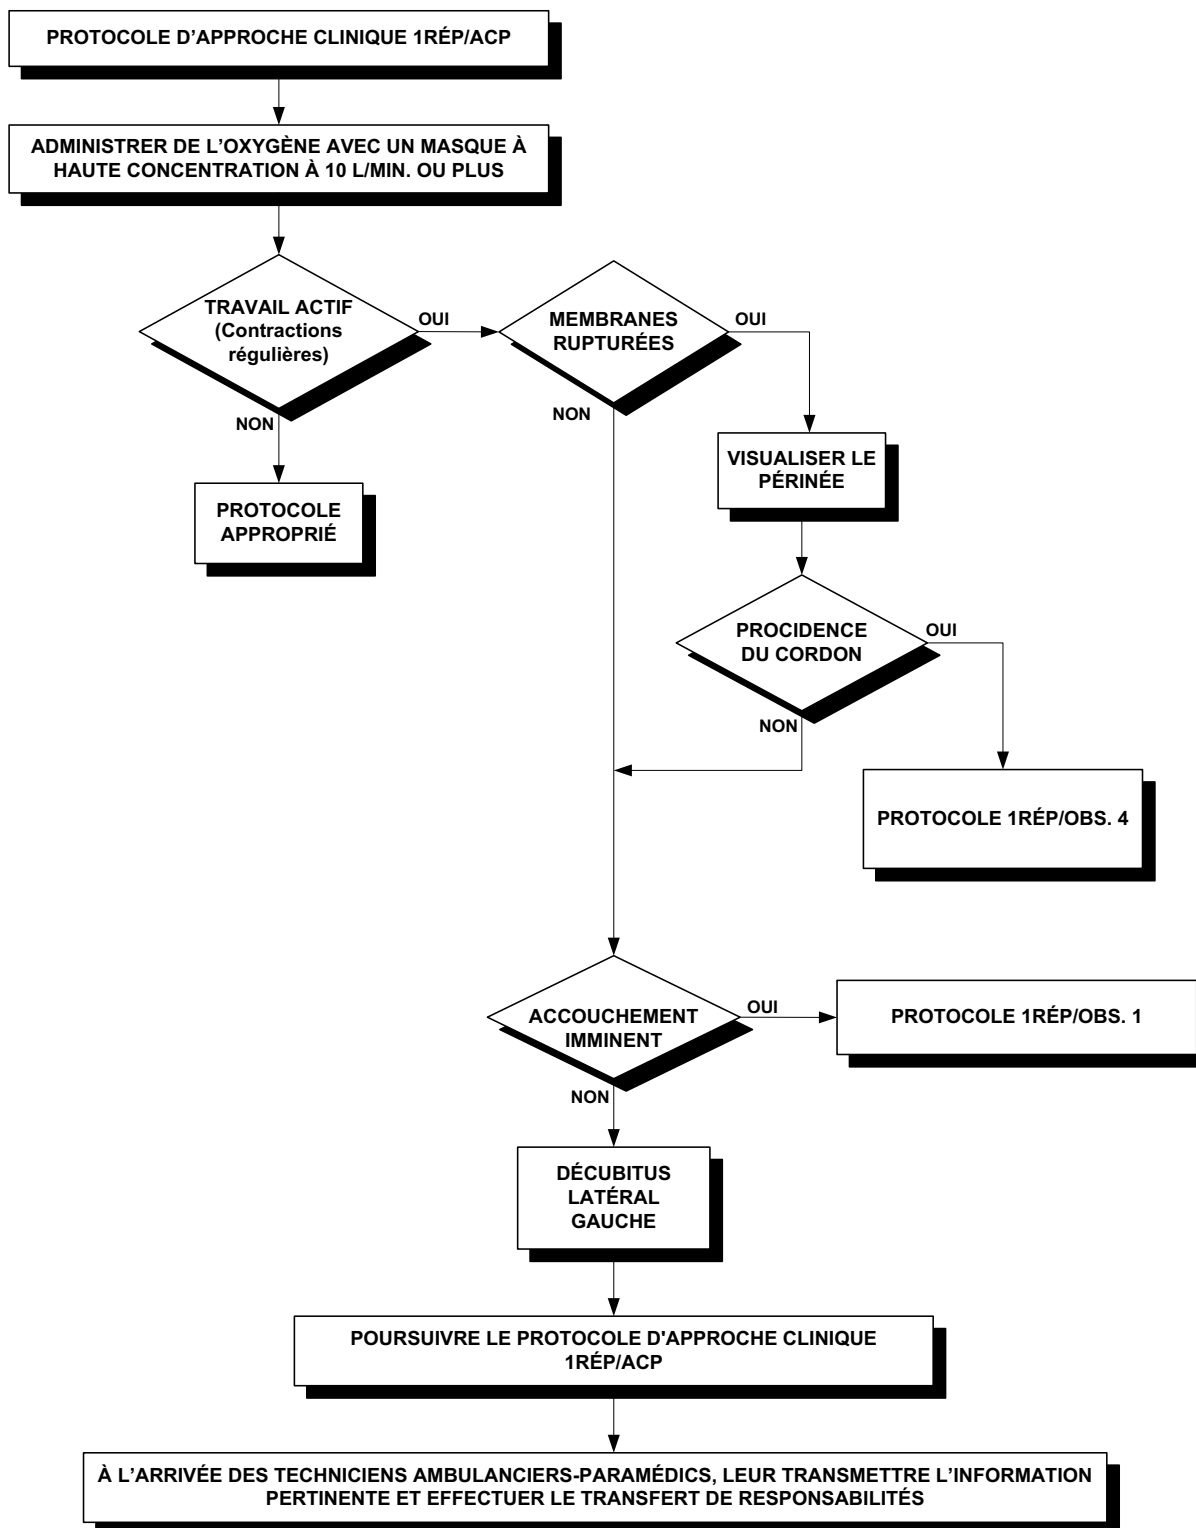 PROTOCOLE D'APPROCHE CLINIQUE 1RÉP/ACP
ADMINISTRER DE L'OXYGÈNE AVEC UN MASQUE À
HAUTE CONCENTRATION À 10 L/MIN. OU PLUS
TRAVAIL ACTIF
(Contractions
régulières)
OUI
MEMBRANES
RUPTURÉES
OUI
NON
NON
VISUALISER LE
PÉRINÉE
PROTOCOLE
APPROPRIÉ
PROCIDENCE
DU CORDON
OUI
NON
PROTOCOLE 1RÉP/OBS. 4
ACCOUCHEMENT
IMMINENT
OUI
PROTOCOLE 1RÉP/OBS. 1
NON
DÉCUBITUS
LATÉRAL
GAUCHE
POURSUIVRE LE PROTOCOLE D'APPROCHE CLINIQUE
1RÉP/ACP
À L'ARRIVÉE DES TECHNICIENS AMBULANCIERS-PARAMÉDICS, LEUR TRANSMETTRE L'INFORMATION
PERTINENTE ET EFFECTUER LE TRANSFERT DE RESPONSABILITÉS